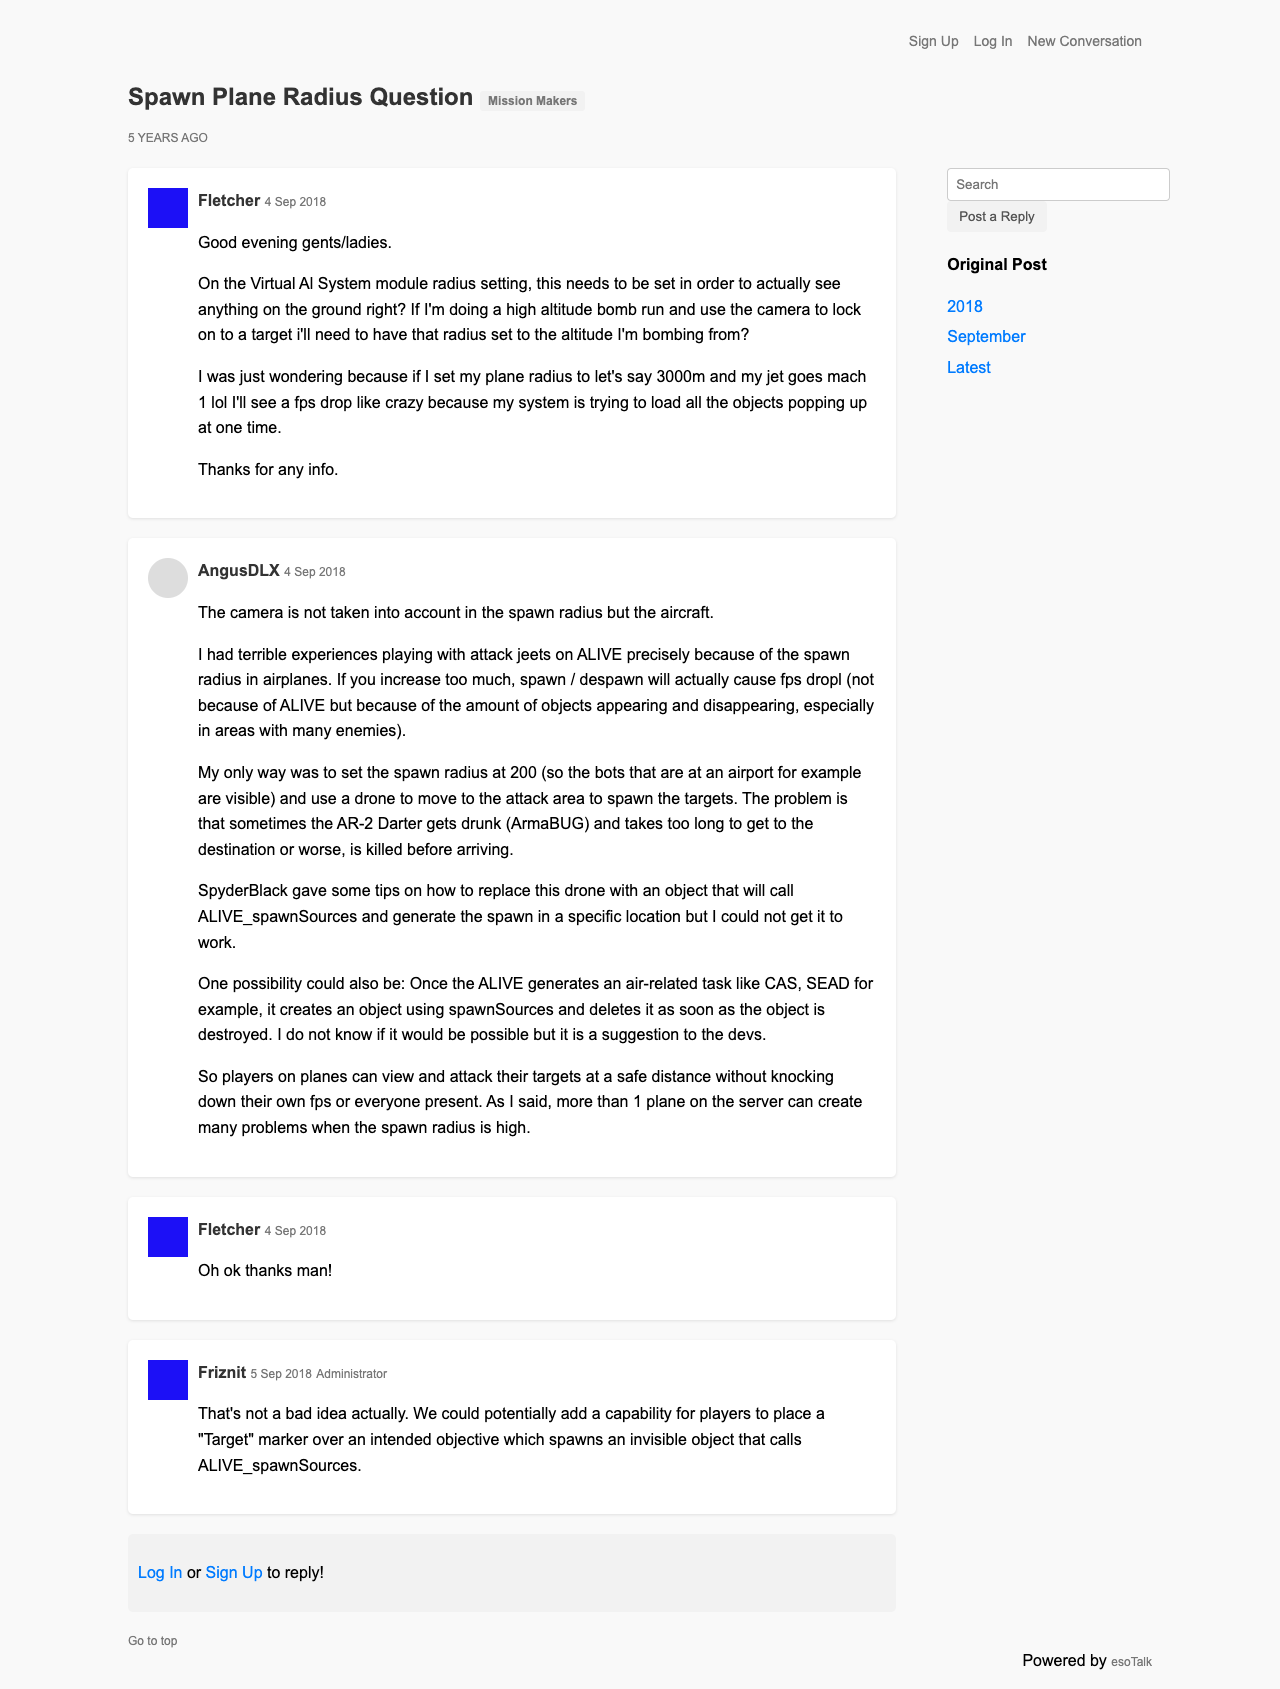 Sign Up Log In New Conversation
Spawn Plane Radius Question Mission Makers
5 YEARS AGO
Fletcher 4 Sep 2018
Good evening gents/ladies.
On the Virtual AI System module radius setting, this needs to be set in order to actually see
anything on the ground right? If I'm doing a high altitude bomb run and use the camera to lock
on to a target i'll need to have that radius set to the altitude I'm bombing from?
I was just wondering because if I set my plane radius to let's say 3000m and my jet goes mach
1 lol I'll see a fps drop like crazy because my system is trying to load all the objects popping up
at one time.
Thanks for any info.
AngusDLX 4 Sep 2018
The camera is not taken into account in the spawn radius but the aircraft.
I had terrible experiences playing with attack jeets on ALIVE precisely because of the spawn
radius in airplanes. If you increase too much, spawn / despawn will actually cause fps dropl (not
because of ALIVE but because of the amount of objects appearing and disappearing, especially
in areas with many enemies).
My only way was to set the spawn radius at 200 (so the bots that are at an airport for example
are visible) and use a drone to move to the attack area to spawn the targets. The problem is
that sometimes the AR-2 Darter gets drunk (ArmaBUG) and takes too long to get to the
destination or worse, is killed before arriving.
SpyderBlack gave some tips on how to replace this drone with an object that will call
ALIVE_spawnSources and generate the spawn in a specific location but I could not get it to
work.
One possibility could also be: Once the ALIVE generates an air-related task like CAS, SEAD for
example, it creates an object using spawnSources and deletes it as soon as the object is
destroyed. I do not know if it would be possible but it is a suggestion to the devs.
So players on planes can view and attack their targets at a safe distance without knocking
down their own fps or everyone present. As I said, more than 1 plane on the server can create
many problems when the spawn radius is high.
Fletcher 4 Sep 2018
Oh ok thanks man!
Friznit 5 Sep 2018 Administrator
That's not a bad idea actually. We could potentially add a capability for players to place a
"Target" marker over an intended objective which spawns an invisible object that calls
ALIVE_spawnSources.
Log In or Sign Up to reply!
Search
Post a Reply
Original Post
2018
September
Latest
Go to top
Powered by esoTalk